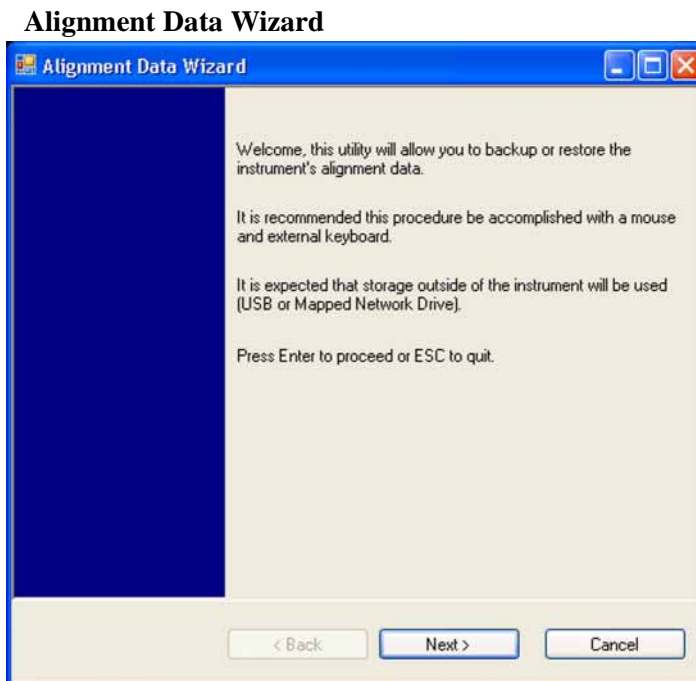 Alignment Data Wizard
Alignment Data Wizard
Welcome, this utility will allow you to backup or restore the
instrument's alignment data.
It is recommended this procedure be accomplished with a mouse
and external keyboard.
It is expected that storage outside of the instrument will be used
(USB or Mapped Network Drive).
Press Enter to proceed or ESC to quit.
< Back
Next >
Cancel